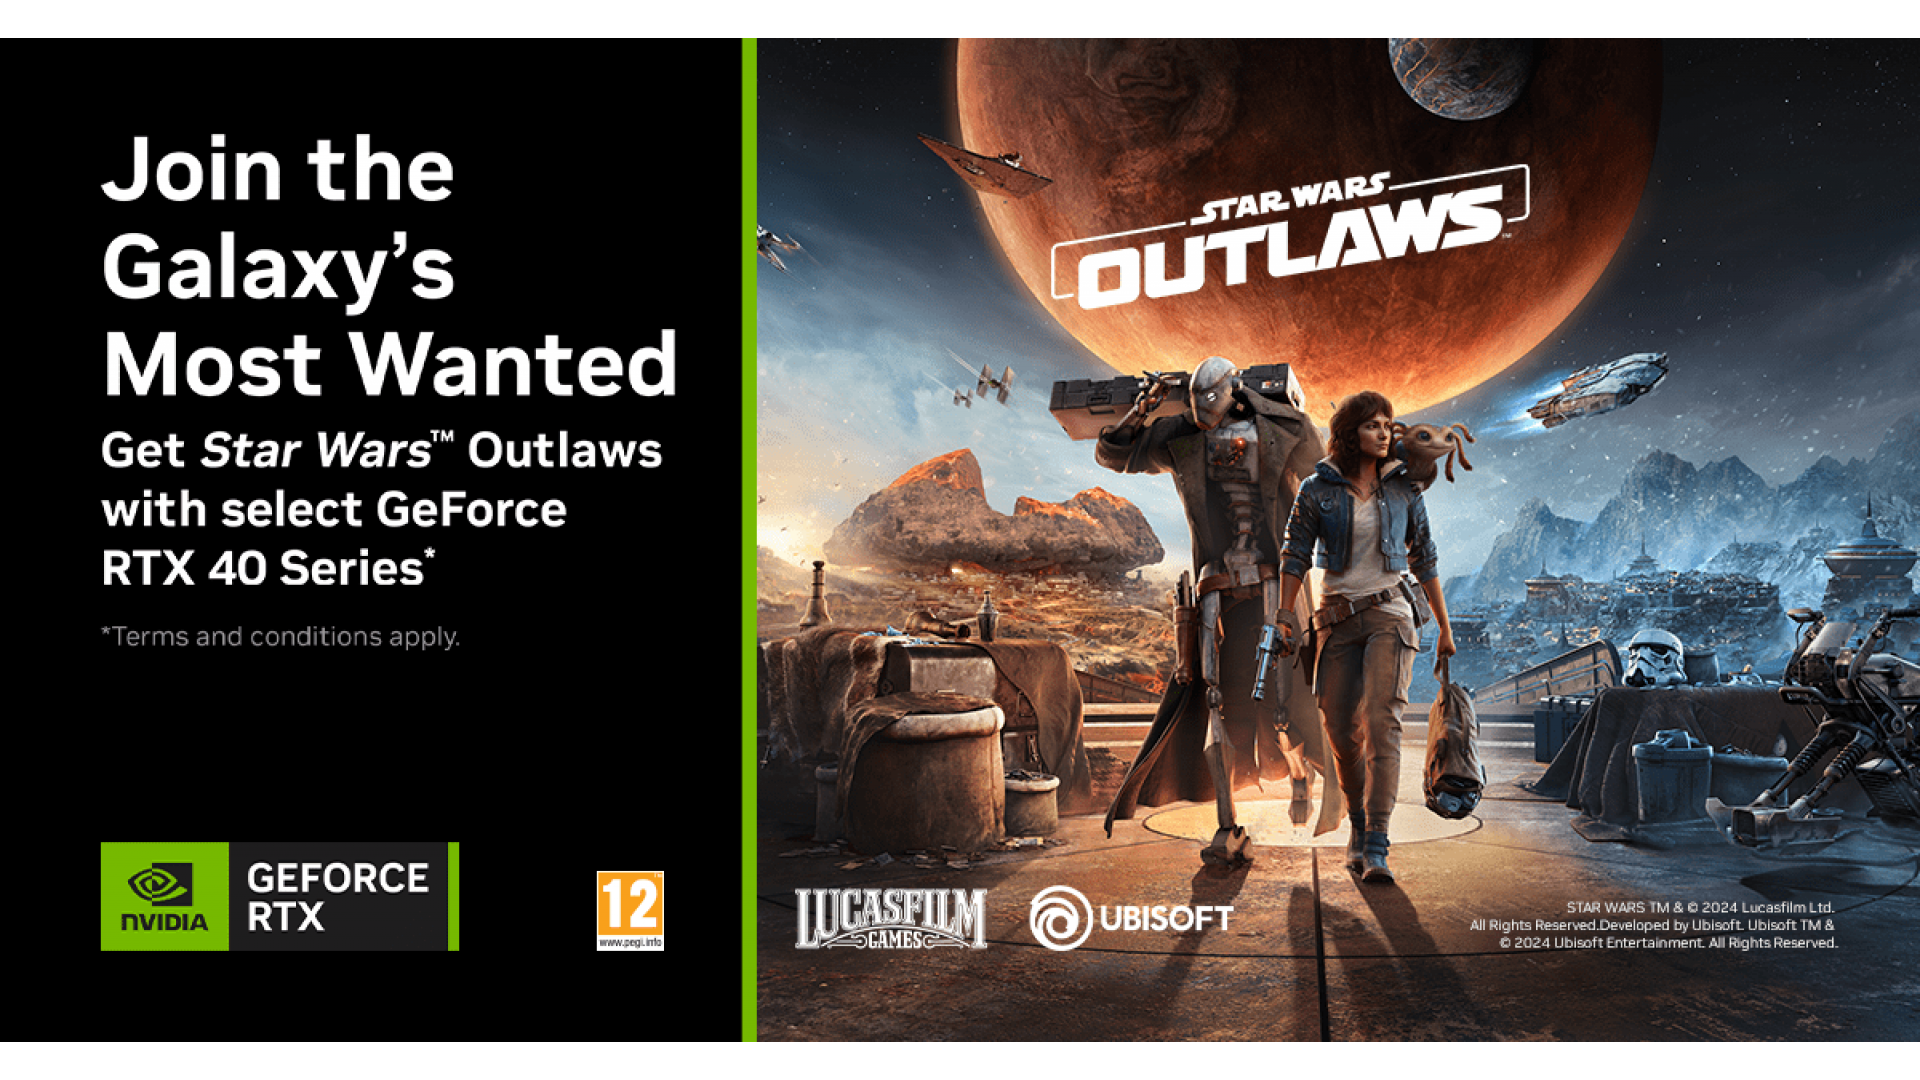 Join the
Galaxy’s
Most Wanted
Get Star Wars™ Outlaws
with select GeForce
RTX 40 Series*
*Terms and conditions apply.
NVIDIA
GEFORCE
RTX
12
www.pegi.info
STAR WARS
OUTLAWS™
LUCASFILM
GAMES
UBISOFT
STAR WARS TM & © 2024 Lucasfilm Ltd.
All Rights Reserved.Developed by Ubisoft. Ubisoft TM &
© 2024 Ubisoft Entertainment. All Rights Reserved.